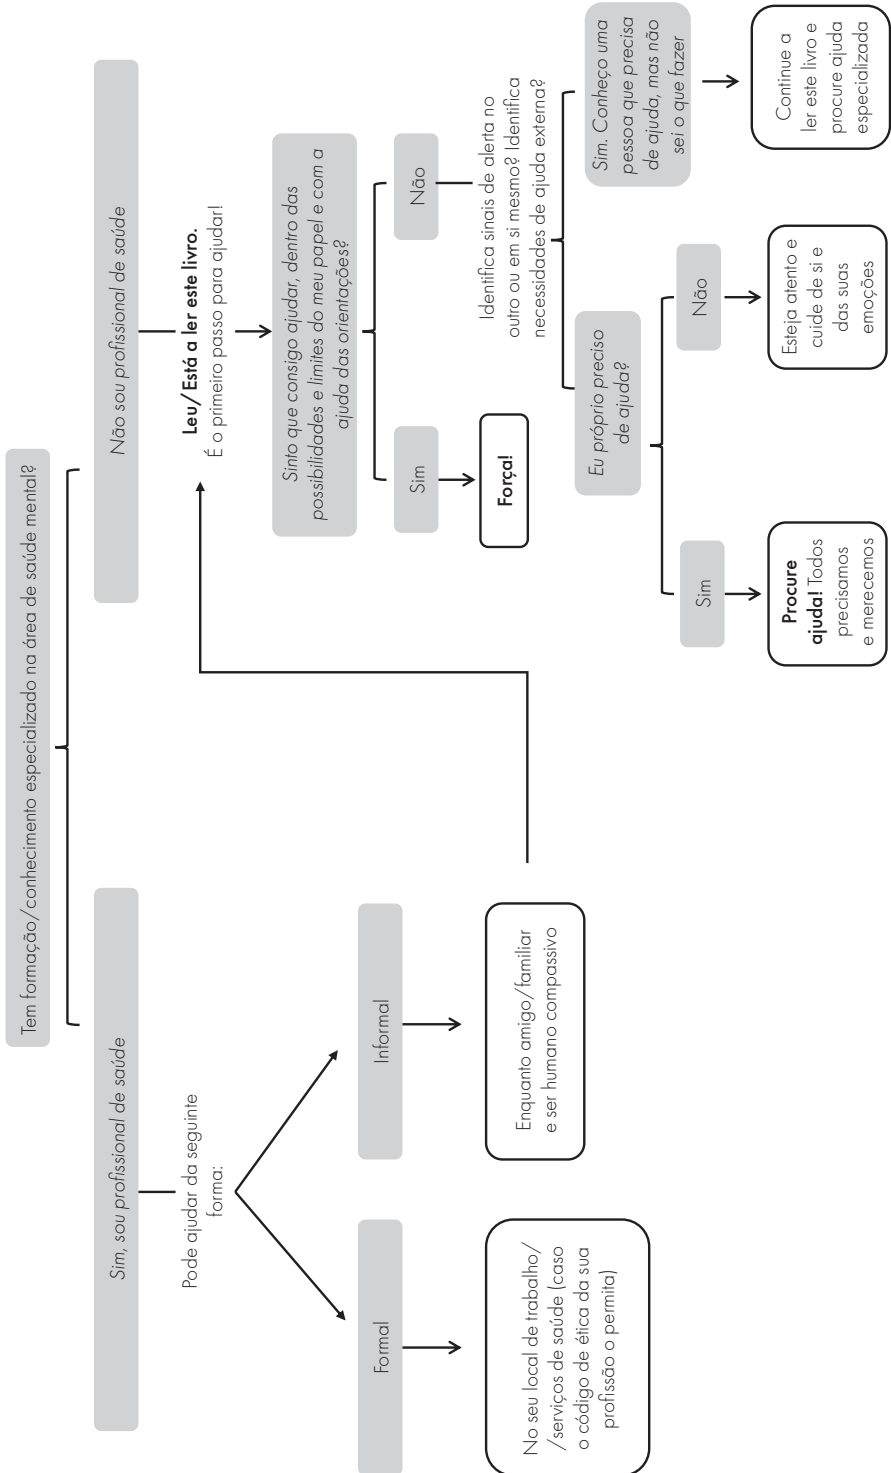 Tem formação/conhecimento especializado na área de saúde mental?
Sim, sou profissional de saúde
Pode ajudar da seguinte
forma:
Formal
No seu local de trabalho/
/serviços de saúde (caso
o código de ética da sua
profissão o permita)
Informal
Enquanto amigo/familiar
e ser humano compassivo
Não sou profissional de saúde
Leu/Está a ler este livro.
É o primeiro passo para ajudar!
Sinto que consigo ajudar, dentro das
possibilidades e limites do meu papel e com a
ajuda das orientações?
Sim
Força!
Não
Identifica sinais de alerta no
outro ou em si mesmo? Identifica
necessidades de ajuda externa?
Eu próprio preciso
de ajuda?
Sim
Procure
ajuda! Todos
precisamos
e merecemos
Não
Esteja atento e
cuide de si e
das suas
emoções
Sim. Conheço uma
pessoa que precisa
de ajuda, mas não
sei o que fazer
Continue a
ler este livro e
procure ajuda
especializada